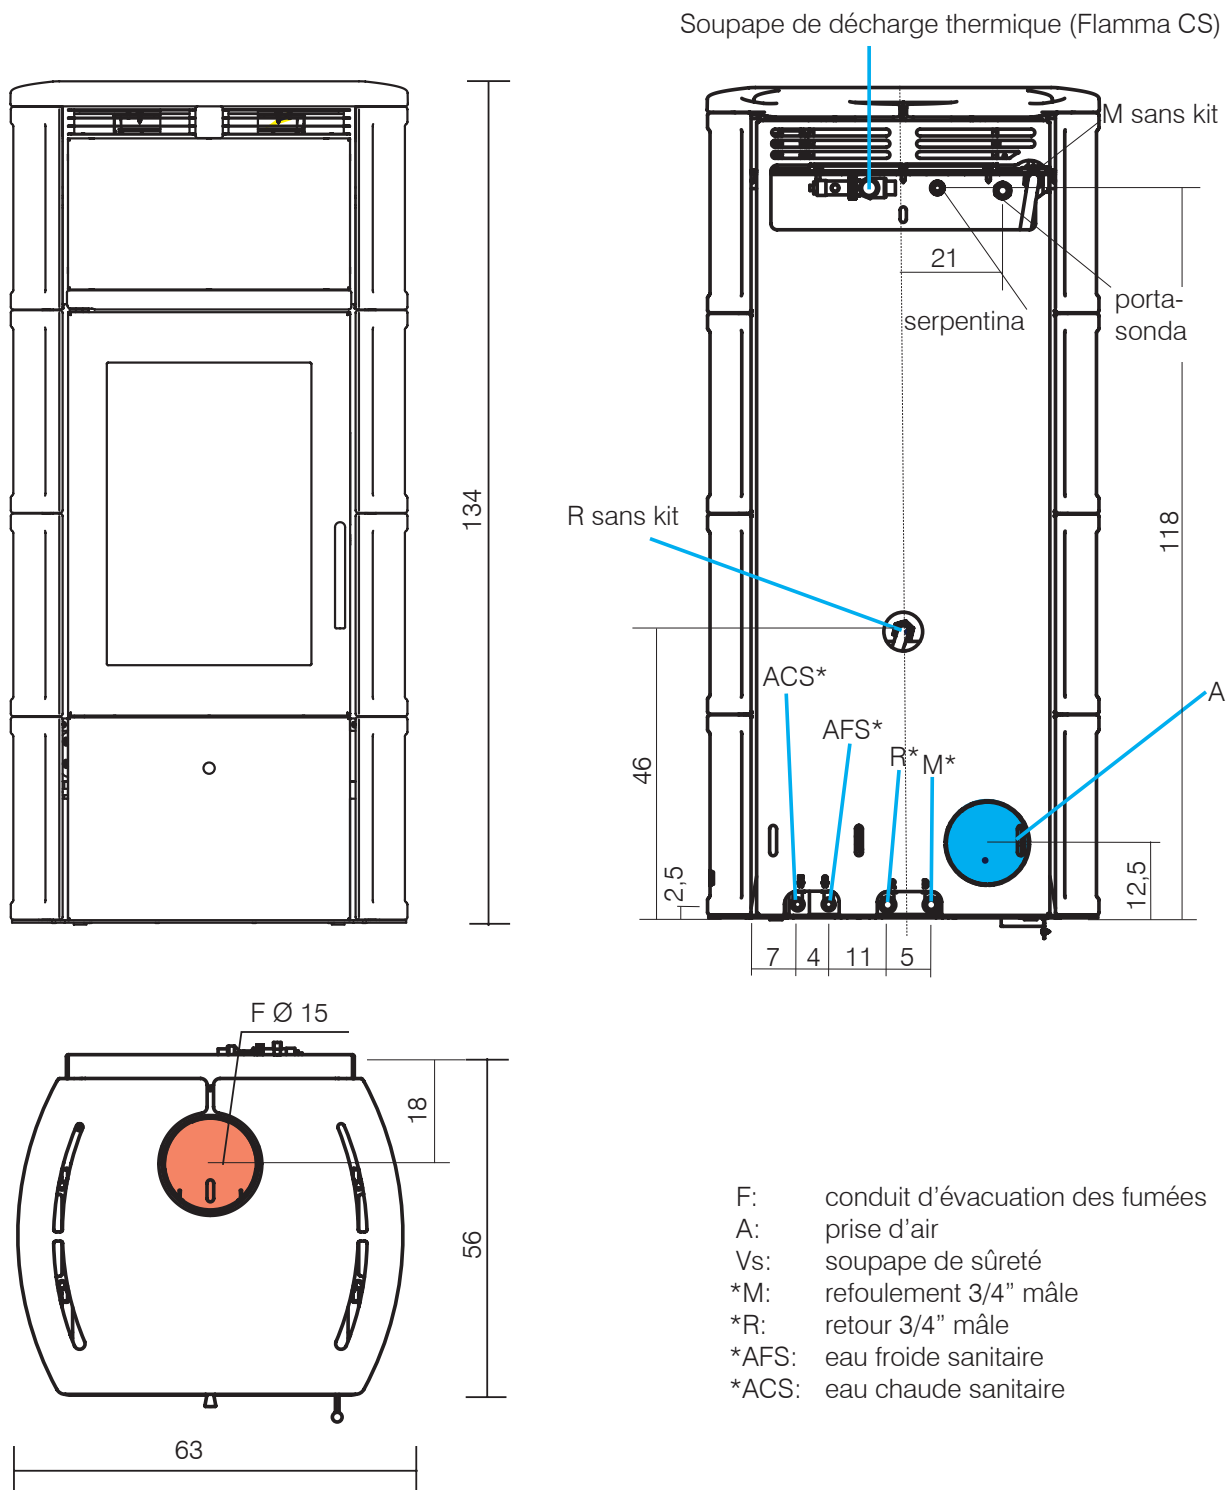 Soupape de décharge thermique (Flamma CS)
M sans kit
21
serpentina
porta-
sonda
134
118
R sans kit
ACS*
AFS*
R*
M*
A
46
2,5
12,5
7
4
11
5
F Ø 15
18
56
63
F: conduit d’évacuation des fumées
A: prise d’air
Vs: soupape de sûreté
*M: refoulement 3/4” mâle
*R: retour 3/4” mâle
*AFS: eau froide sanitaire
*ACS: eau chaude sanitaire